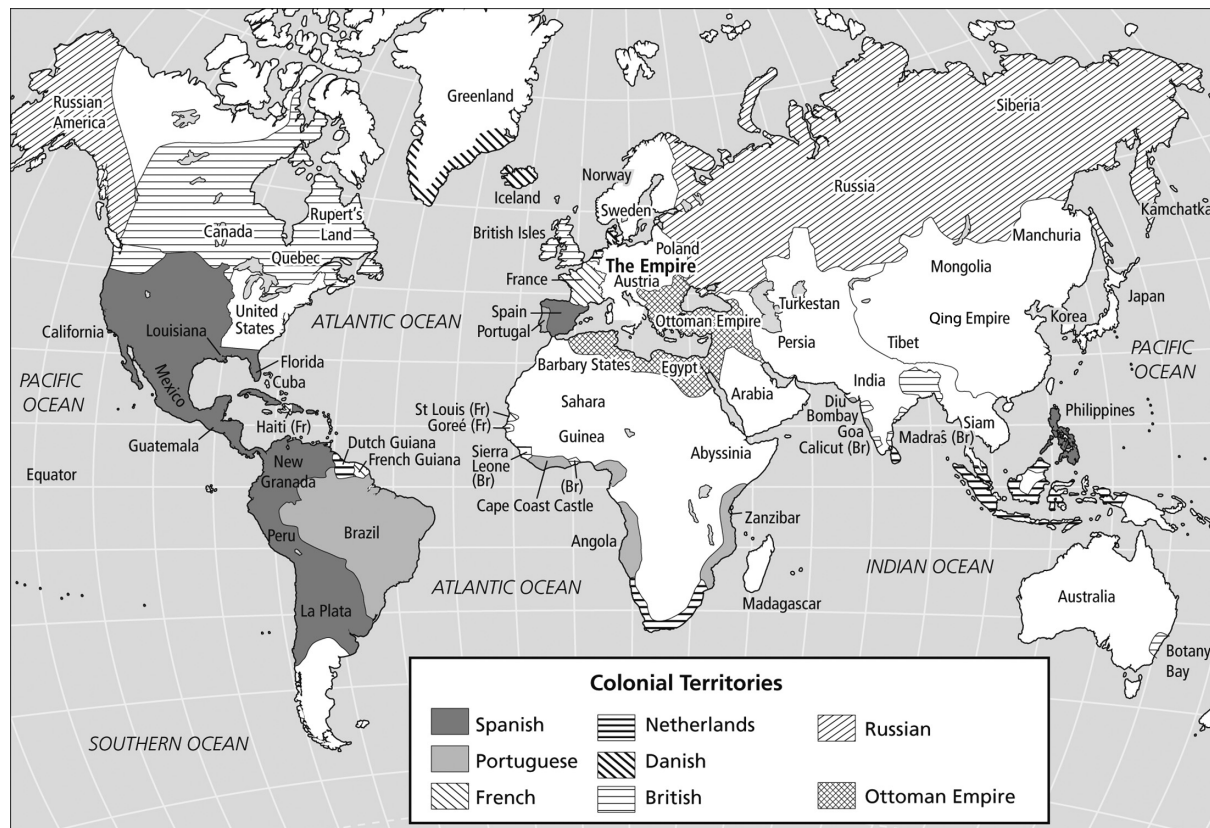 Greenland
Russian
America
Siberia
Norway
Iceland
Russia
Kamchatka
Rupert's
Land
Sweden
Canada
British Isles
Manchuria
Poland
Quebec
The Empire
Mongolia
France
Austria
Turkestan
Japan
United
States
Spain
Qing Empire
Korea
ATLANTIC OCEAN
Ottoman Empire
California
Louisiana
Portugal
Tibet
Persia
PACIFIC
OCEAN
Florida
Barbary States
Egypt
PACIFIC
OCEAN
Mexico
Cuba
Arabia
India
Sahara
Diu
Bombay
Goa
Calicut (Br)
Philippines
St Louis (Fr)
Goreé (Fr)
Haiti (Fr)
Siam
Guatemala
Guinea
Madras (Br)
Dutch Guiana
French Guiana
Sierra
Leone
(Br)
Abyssinia
New
Granada
Equator
(Br)
Cape Coast Castle
Zanzibar
Peru
Brazil
Angola
INDIAN OCEAN
ATLANTIC OCEAN
Madagascar
Australia
La Plata
Botany
Bay
SOUTHERN OCEAN
Colonial Territories
Spanish
Netherlands
Russian
Portuguese
Danish
French
British
Ottoman Empire